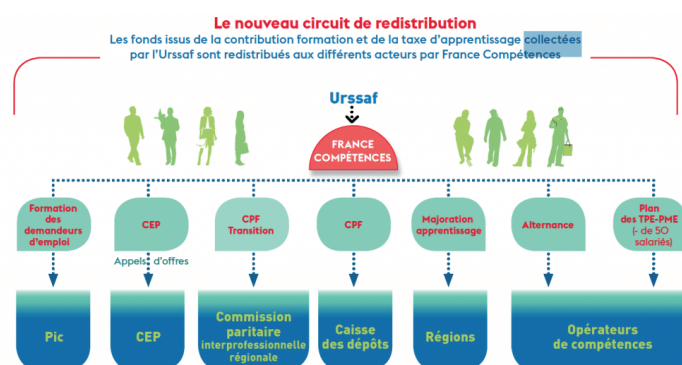 Le nouveau circuit de redistribution
Les fonds issus de la contribution formation et de la taxe d'apprentissage collectées
par l'Urssaf sont redistribués aux différents acteurs par France Compétences
Urssaf
FRANCE
COMPÉTENCES
Formation
des
demandeurs
d'emploi
CEP
CPF
Transition
CPF
Majoration
apprentissage
Alternance
Plan
des TPE-PME
(- de 50
salariés)
Appels d'offres
Pic
CEP
Commission
paritaire
interprofessionnelle
régionale
Caisse
des dépôts
Régions
Opérateurs
de compétences